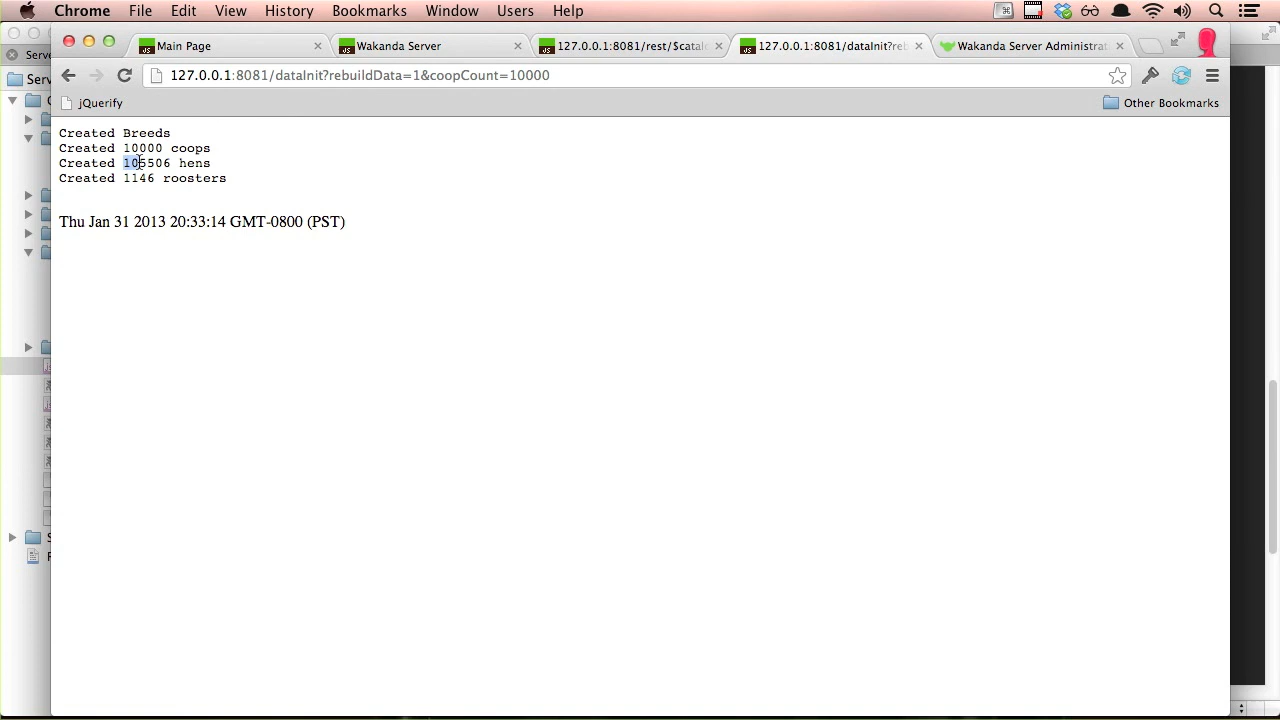 Chrome File Edit View History Bookmarks Window Users Help
Serve
Main Page
Wakanda Server
127.0.0.1:8081/rest/$cata
127.0.0.1:8081/dataInit?re
Wakanda Server Administrat
127.0.0.1:8081/dataInit?rebuildData=1&coopCount=10000
Serv
jQuerify
Other Bookmarks
Created Breeds
Created 10000 coops
Created 105506 hens
Created 1146 roosters
Thu Jan 31 2013 20:33:14 GMT-0800 (PST)